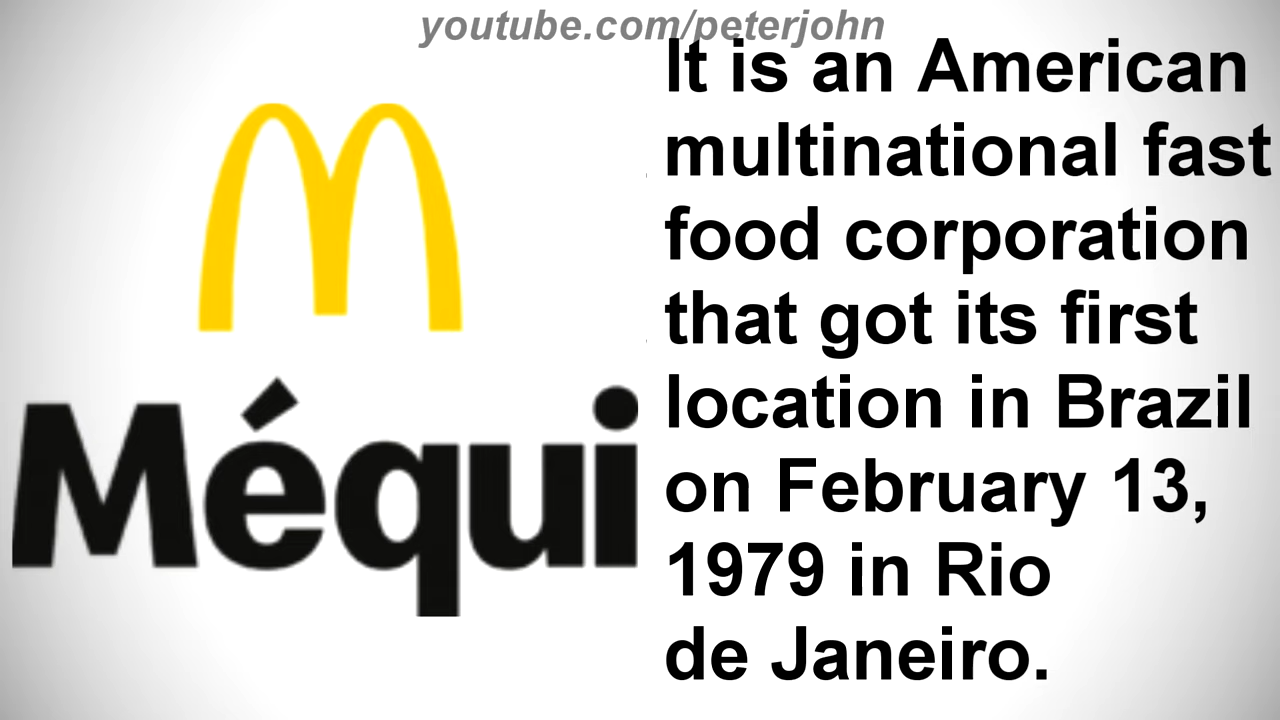 youtube.com/peterjohn
Méqui
It is an American
multinational fast
food corporation
that got its first
location in Brazil
on February 13,
1979 in Rio
de Janeiro.